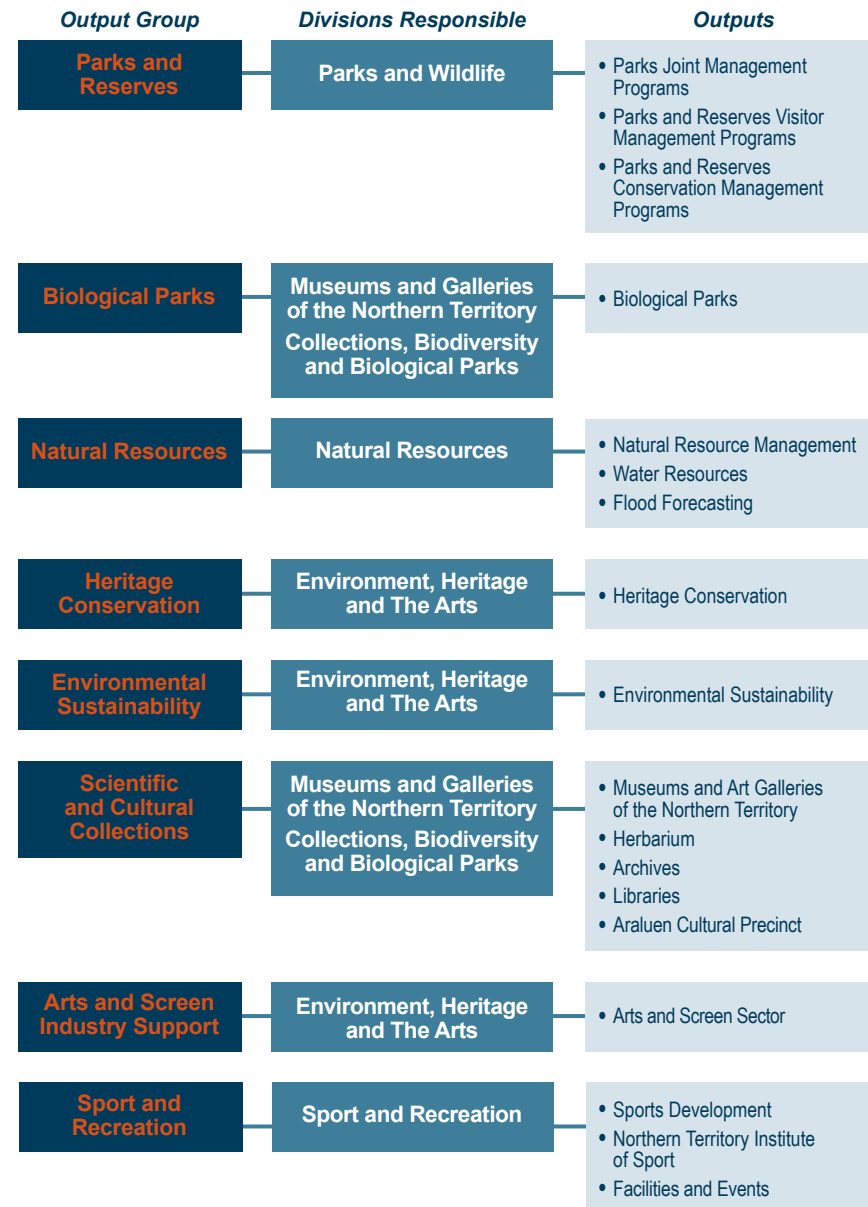 Output Group
Divisions Responsible
Outputs
Parks and
Reserves
Parks and Wildlife
• Parks Joint Management
Programs
• Parks and Reserves Visitor
Management Programs
• Parks and Reserves
Conservation Management
Programs
Biological Parks
Museums and Galleries
of the Northern Territory
Collections, Biodiversity
and Biological Parks
• Biological Parks
Natural Resources
Natural Resources
• Natural Resource Management
• Water Resources
• Flood Forecasting
Heritage
Conservation
Environment, Heritage
and The Arts
• Heritage Conservation
Environmental
Sustainability
Environment, Heritage
and The Arts
• Environmental Sustainability
Scientific
and Cultural
Collections
Museums and Galleries
of the Northern Territory
Collections, Biodiversity
and Biological Parks
• Museums and Art Galleries
of the Northern Territory
• Herbarium
• Archives
• Libraries
• Araluen Cultural Precinct
Arts and Screen
Industry Support
Environment, Heritage
and The Arts
• Arts and Screen Sector
Sport and
Recreation
Sport and Recreation
• Sports Development
• Northern Territory Institute
of Sport
• Facilities and Events